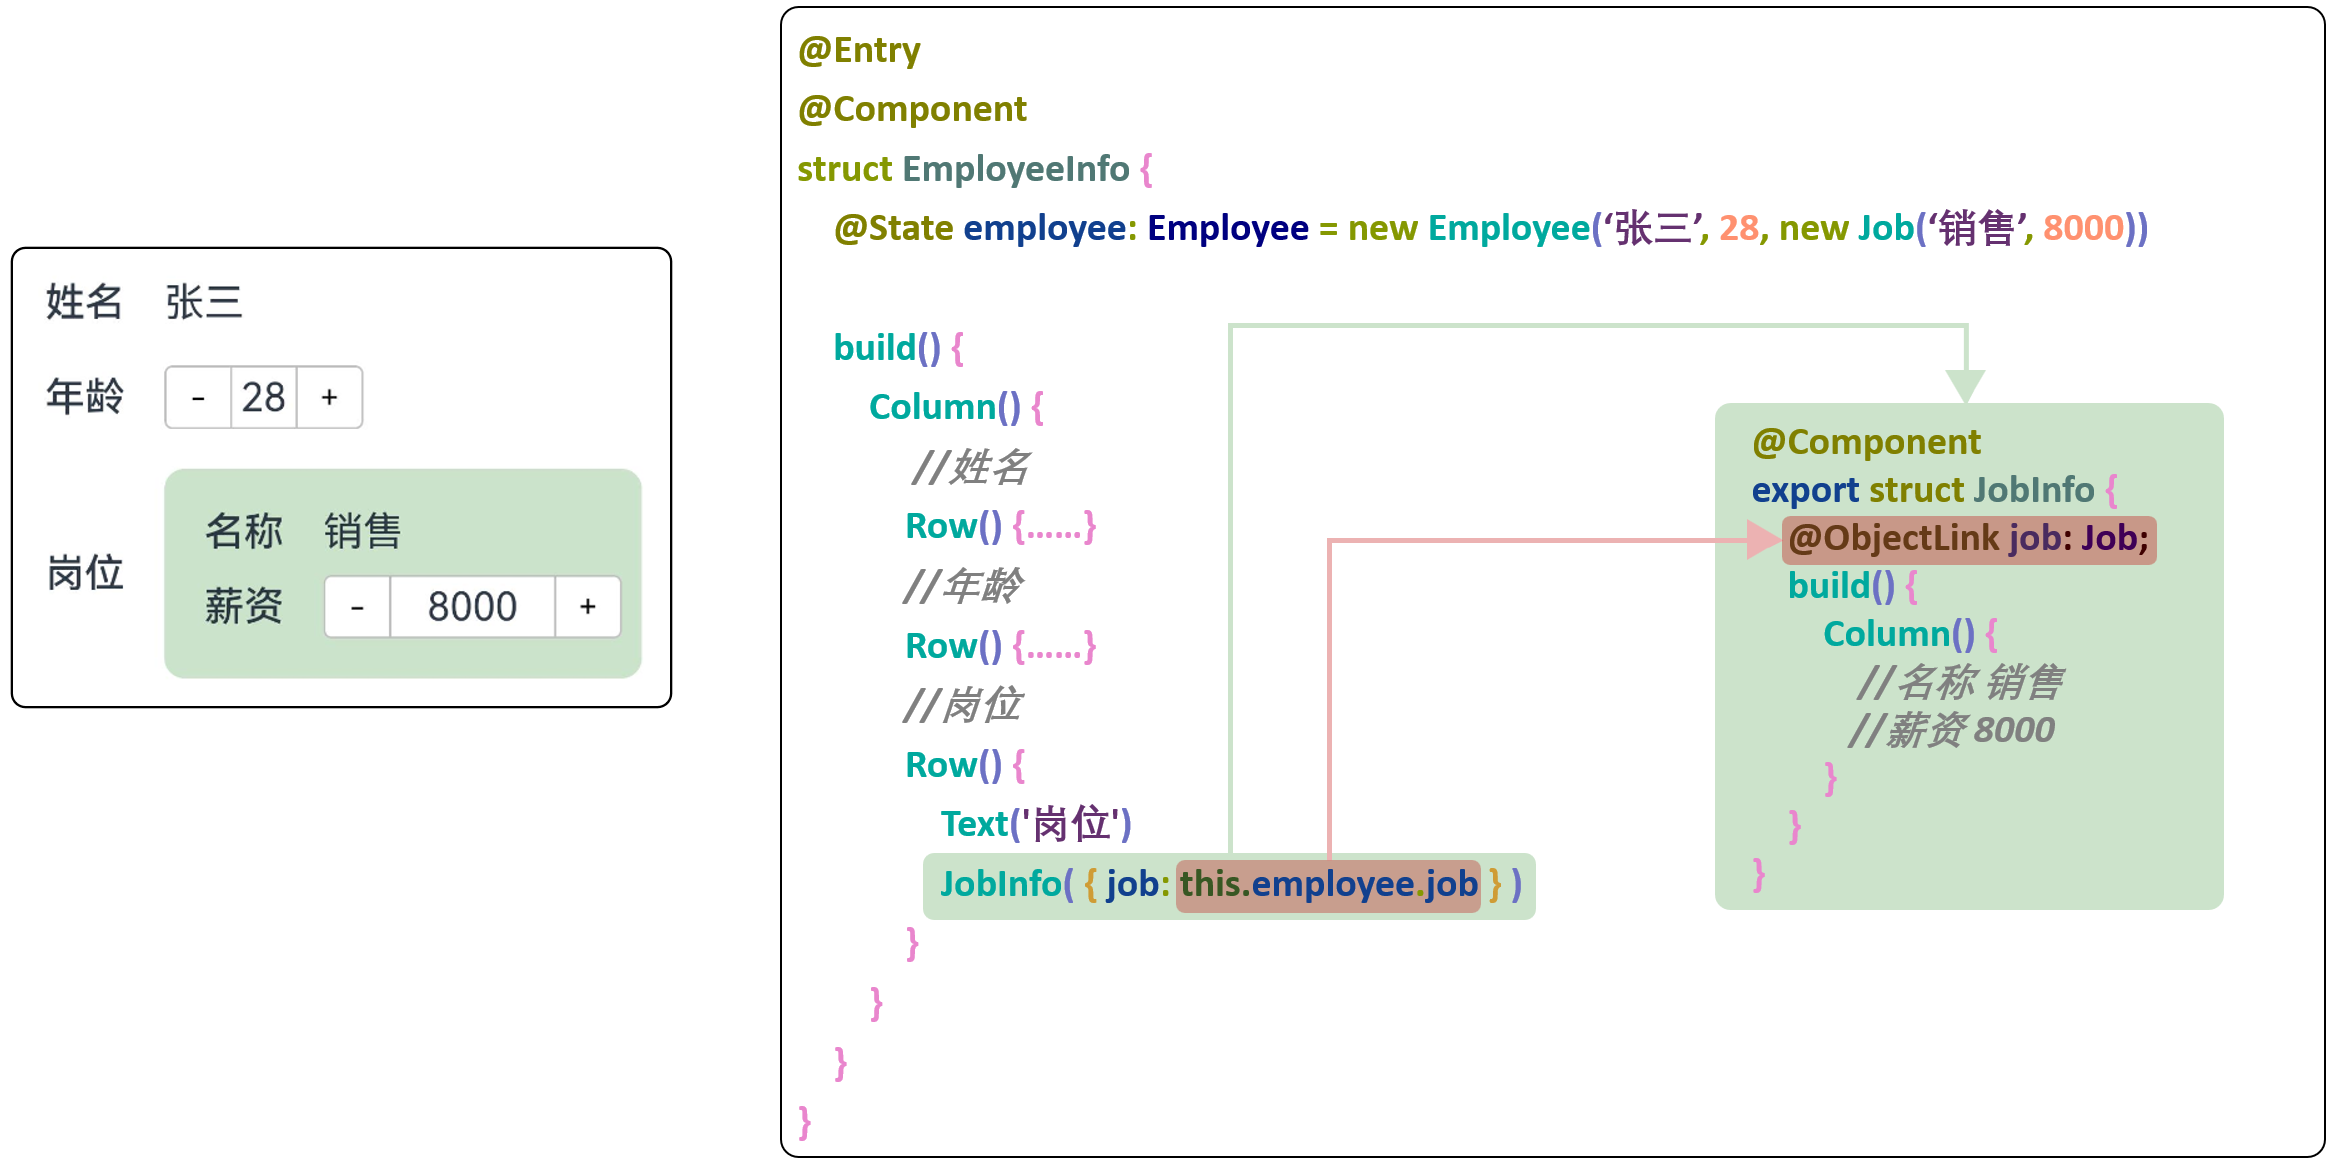 姓名 张三
年龄 - 28 +
岗位
名称 销售
薪资 - 8000 +
@Entry
@Component
struct EmployeeInfo {
@State employee: Employee = new Employee(‘张三’, 28, new Job(‘销售’, 8000))
build() {
Column() {
//姓名
Row() {......}
//年龄
Row() {......}
//岗位
Row() {
Text('岗位')
JobInfo( { job: this.employee.job } )
}
}
}
}
@Component
export struct JobInfo {
@ObjectLink job: Job;
build() {
Column() {
//名称 销售
//薪资 8000
}
}
}